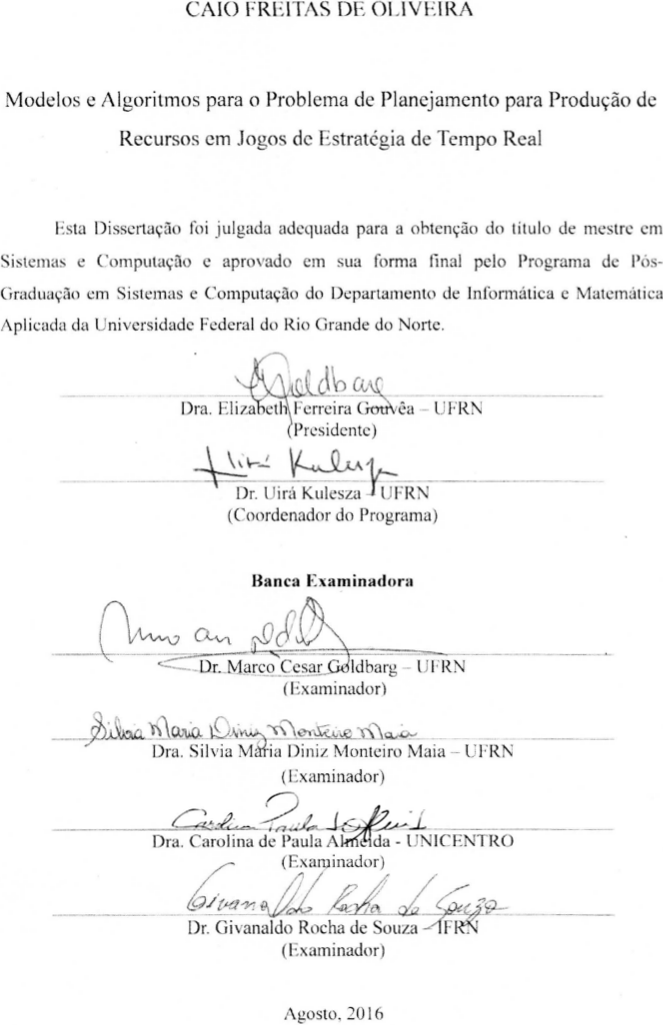 CAIO FREITAS DE OLIVEIRA
Modelos e Algoritmos para o Problema de Planejamento para Produção de
Recursos em Jogos de Estratégia de Tempo Real
Esta Dissertação foi julgada adequada para a obtenção do título de mestre em
Sistemas e Computação e aprovado em sua forma final pelo Programa de Pós-
Graduação em Sistemas e Computação do Departamento de Informática e Matemática
Aplicada da Universidade Federal do Rio Grande do Norte.
Goldbarg
Dra. Elizabeth Ferreira Gouvêa – UFRN
(Presidente)
Uirá Kulesza
Dr. Uirá Kulesza – UFRN
(Coordenador do Programa)
Banca Examinadora
Dr. Marco Cesar Goldbarg – UFRN
(Examinador)
Silvia Maria Diniz Monteiro Maia
Dra. Silvia Maria Diniz Monteiro Maia – UFRN
(Examinador)
Carolina Paula
Dra. Carolina de Paula Almeida - UNICENTRO
(Examinador)
Givanaldo Rocha de Souza
Dr. Givanaldo Rocha de Souza – IFRN
(Examinador)
Agosto, 2016